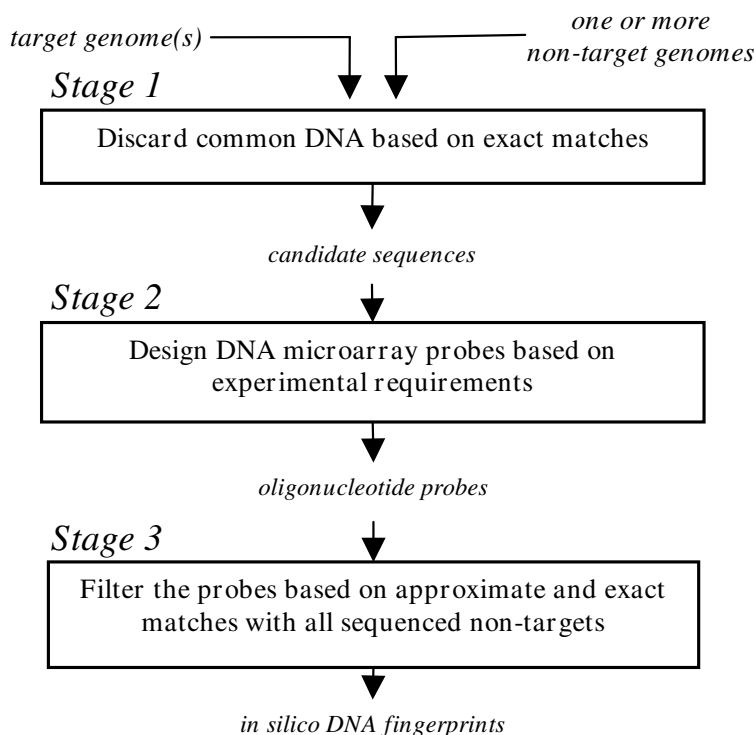 target genome(s)
one or more
non-target genomes
Stage 1
Discard common DNA based on exact matches
candidate sequences
Stage 2
Design DNA microarray probes based on
experimental requirements
oligonucleotide probes
Stage 3
Filter the probes based on approximate and exact
matches with all sequenced non-targets
in silico DNA fingerprints